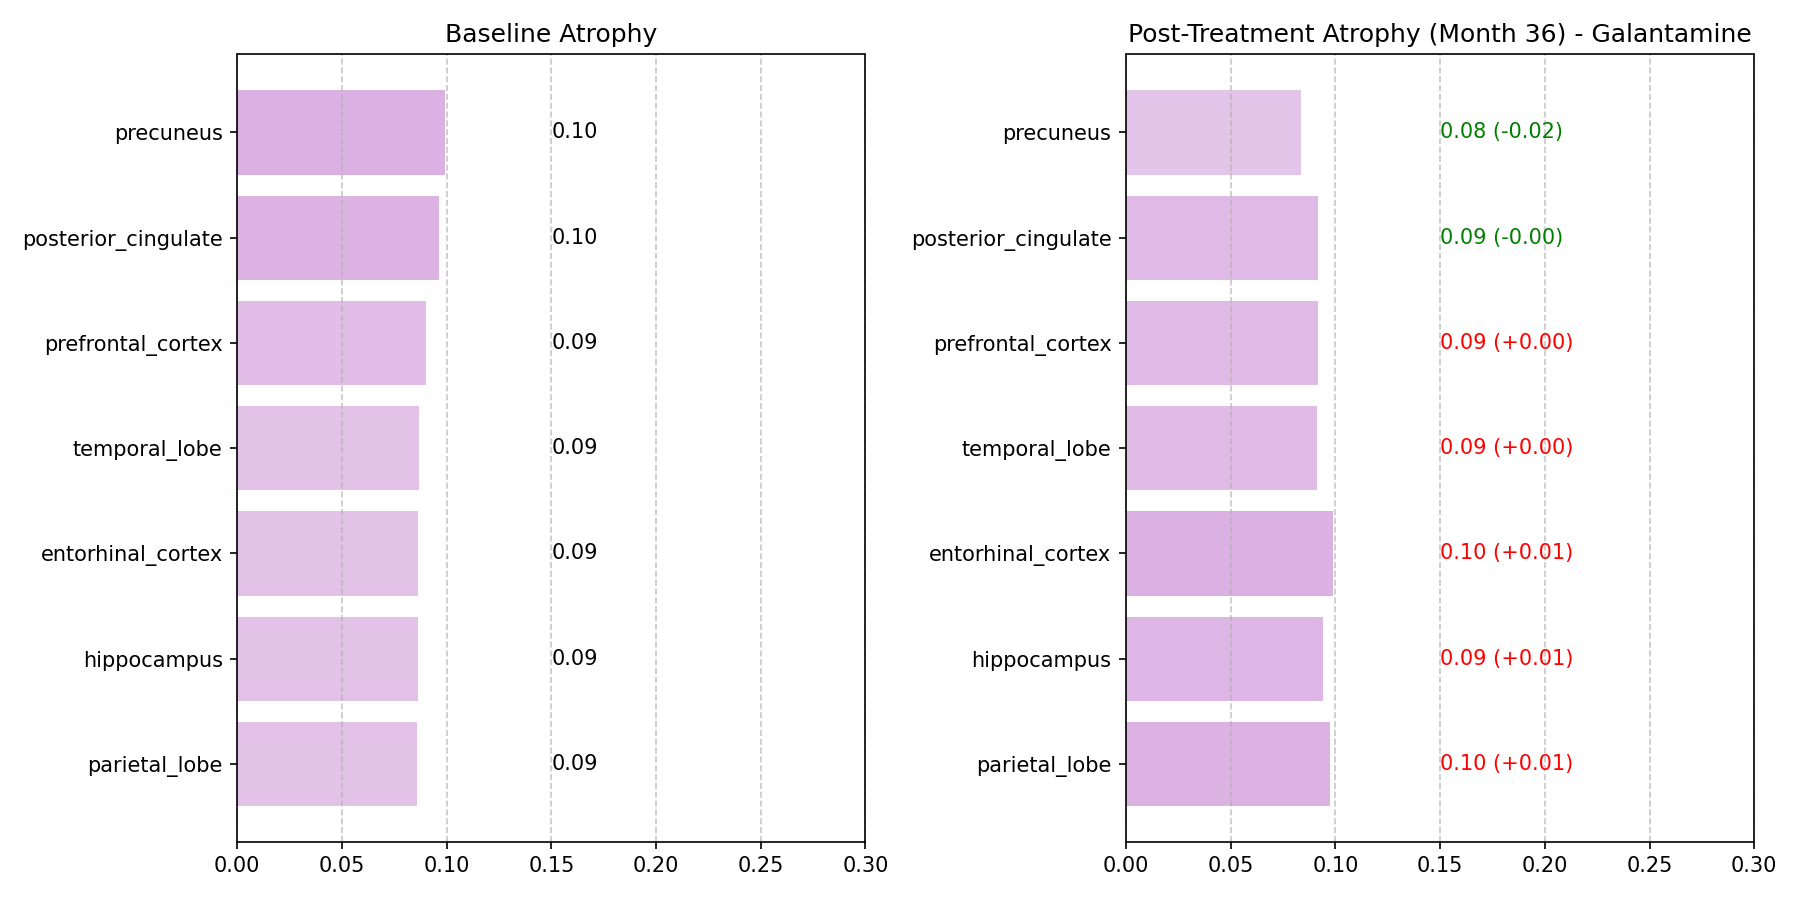 Baseline Atrophy
precuneus 0.10
posterior_cingulate 0.10
prefrontal_cortex 0.09
temporal_lobe 0.09
entorhinal_cortex 0.09
hippocampus 0.09
parietal_lobe 0.09
0.00 0.05 0.10 0.15 0.20 0.25 0.30
Post-Treatment Atrophy (Month 36) - Galantamine
precuneus 0.08 (-0.02)
posterior_cingulate 0.09 (-0.00)
prefrontal_cortex 0.09 (+0.00)
temporal_lobe 0.09 (+0.00)
entorhinal_cortex 0.10 (+0.01)
hippocampus 0.09 (+0.01)
parietal_lobe 0.10 (+0.01)
0.00 0.05 0.10 0.15 0.20 0.25 0.30